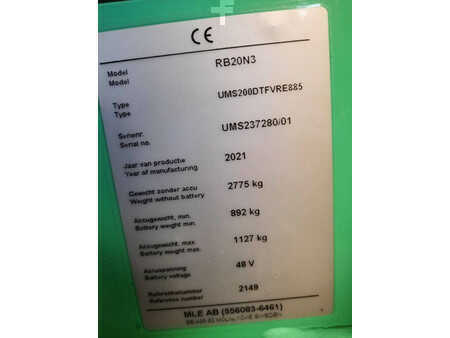 CE
Model RB20N3
Model
Type UMS200DTFVRE885
Type
Serienr. UMS237280/01
Serial no.
Jaar van productie 2021
Year of manufacturing
Gewicht zonder accu 2775 kg
Weight without battery
Accugewicht, min. 892 kg
Battery weight min.
Accugewicht, max. 1127 kg
Battery weight max.
Accuspanning 48 V
Battery voltage
Referentienummer 2149
Reference number
MLE AB (556083-6461)
SWEDEN